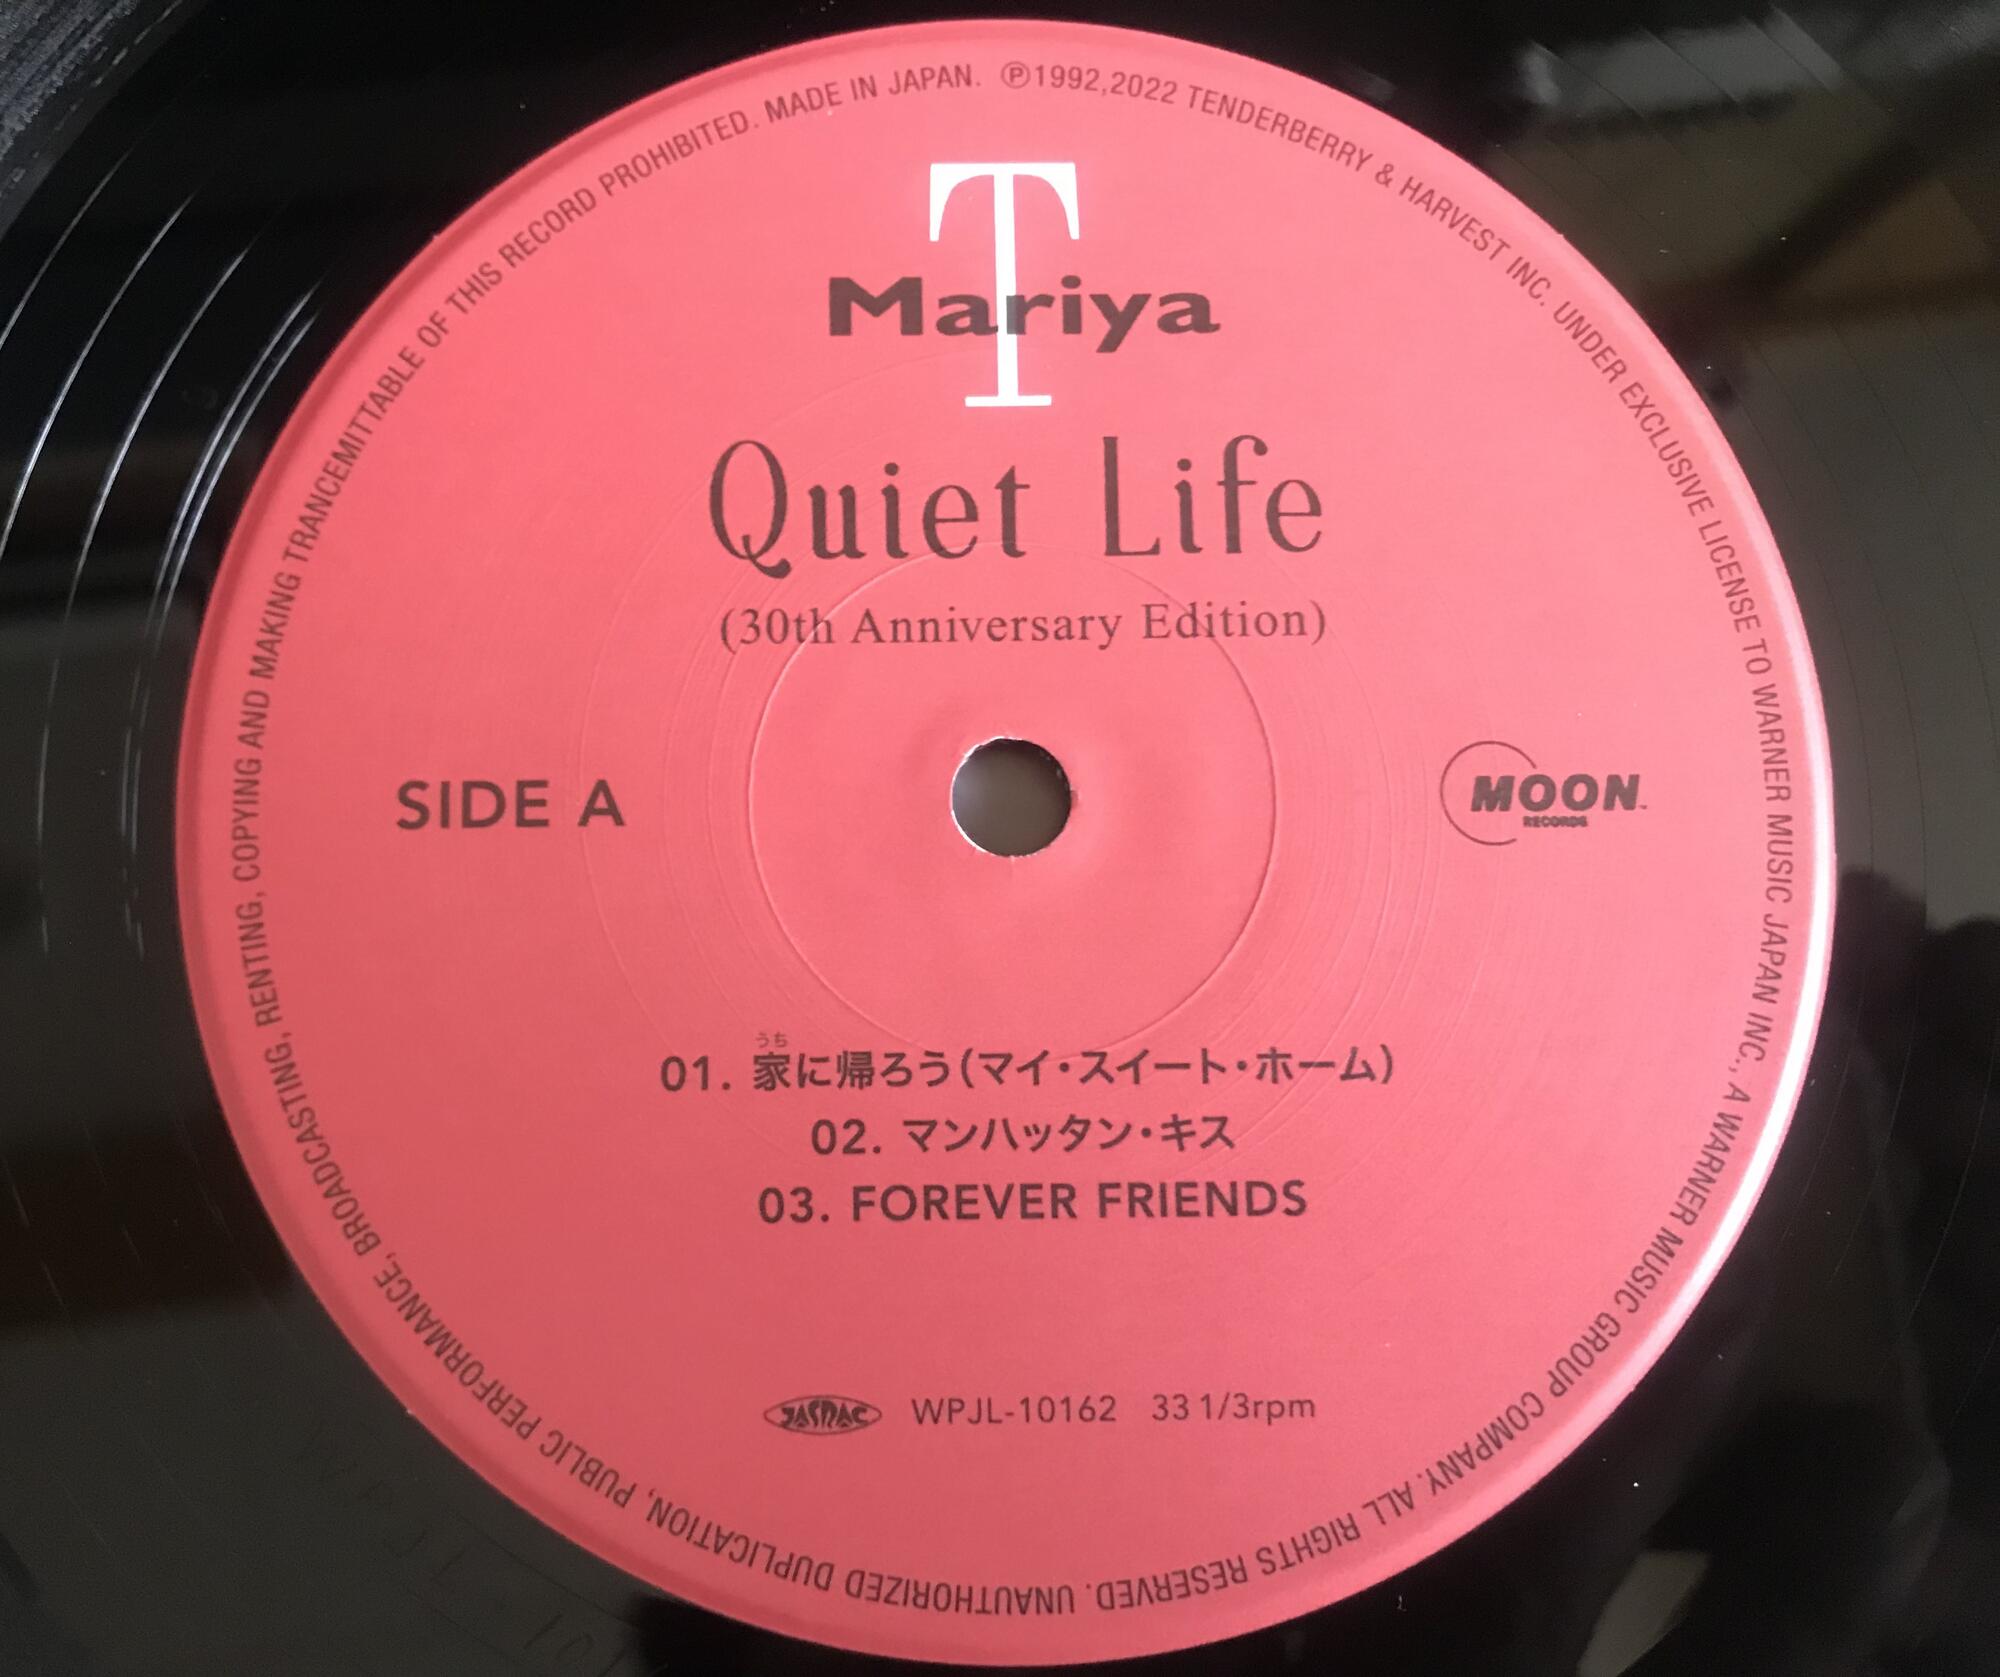 T
Mariya
Quiet Life
(30th Anniversary Edition)
SIDE A
MOON
RECORDS
うち
01. 家に帰ろう(マイ・スイート・ホーム)
02. マンハッタン・キス
03. FOREVER FRIENDS
JASRAC WPJL-10162 33 1/3rpm
℗1992,2022 TENDERBERRY & HARVEST INC. UNDER EXCLUSIVE LICENSE TO WARNER MUSIC JAPAN INC., A WARNER MUSIC GROUP COMPANY. ALL RIGHTS RESERVED. UNAUTHORIZED DUPLICATION, PUBLIC PERFORMANCE, BROADCASTING, RENTING, COPYING AND MAKING TRANCEMITTABLE OF THIS RECORD PROHIBITED. MADE IN JAPAN.